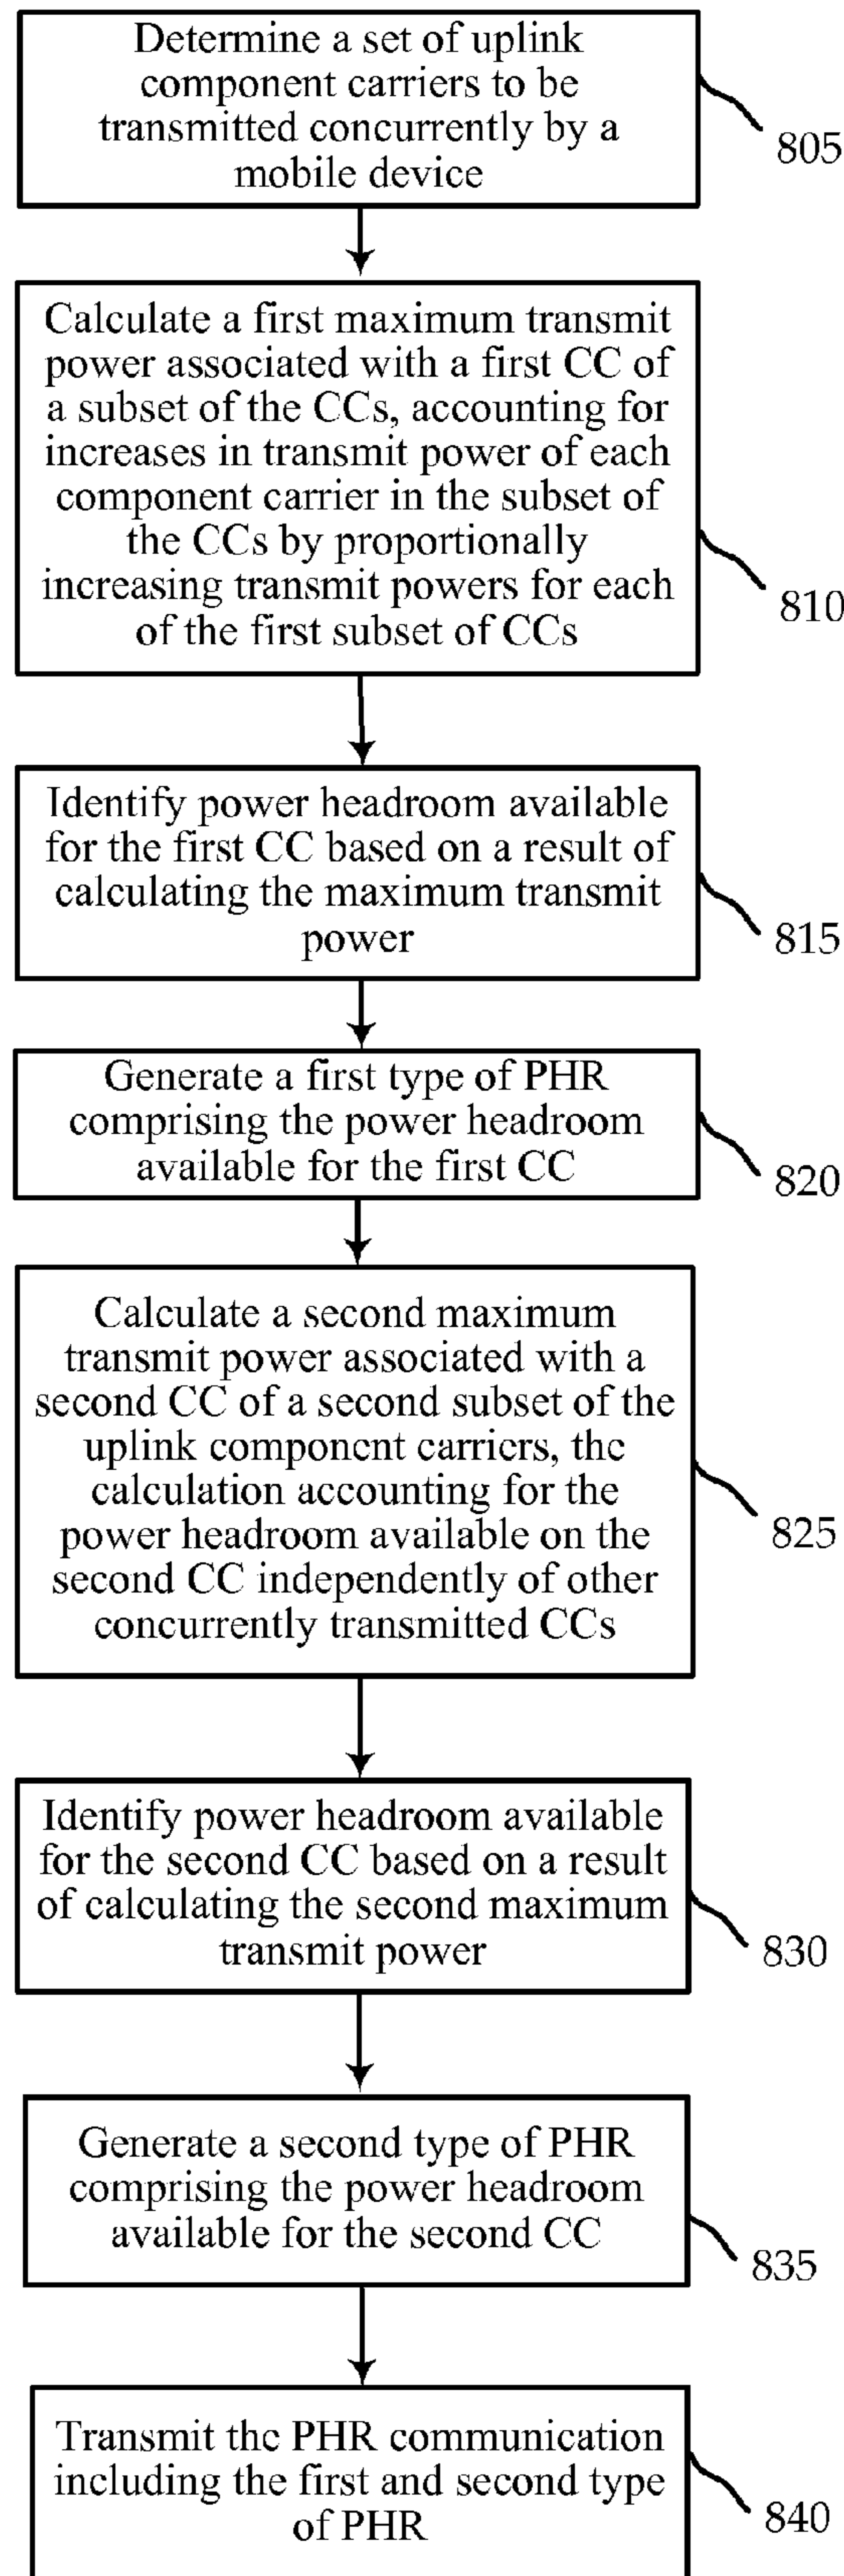 Determine a set of uplink
component carriers to be
transmitted concurrently by a
mobile device
805
Calculate a first maximum transmit
power associated with a first CC of
a subset of the CCs, accounting for
increases in transmit power of each
component carrier in the subset of
the CCs by proportionally
increasing transmit powers for each
of the first subset of CCs
810
Identify power headroom available
for the first CC based on a result of
calculating the maximum transmit
power
815
Generate a first type of PHR
comprising the power headroom
available for the first CC
820
Calculate a second maximum
transmit power associated with a
second CC of a second subset of the
uplink component carriers, the
calculation accounting for the
power headroom available on the
second CC independently of other
concurrently transmitted CCs
825
Identify power headroom available
for the second CC based on a result
of calculating the second maximum
transmit power
830
Generate a second type of PHR
comprising the power headroom
available for the second CC
835
Transmit the PHR communication
including the first and second type
of PHR
840